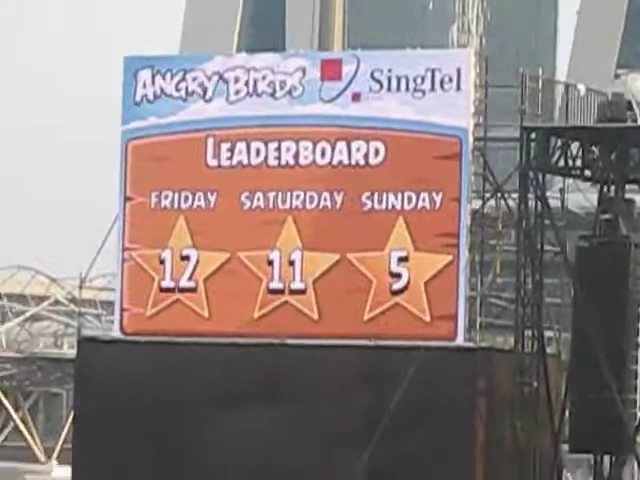 ANGRY BIRDS SingTel
LEADERBOARD
FRIDAY SATURDAY SUNDAY
12 11 5